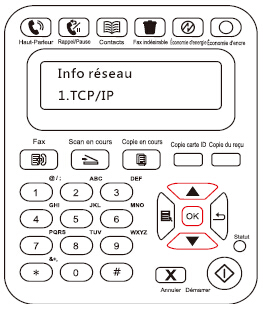 Haut-Parleur Rappel/Pause Contacts Fax indésirable Économie d'énergie Économie d'encre
Info réseau
1.TCP/IP
Fax Scan en cours Copie en cours Copie carte ID Copie du reçu
@/: ABC DEF
1 2 3
GHI JKL MNO
4 5 6 OK
PQRS TUV WXYZ
7 8 9
Statut
&+,
* 0 # X
Annuler Démarrer